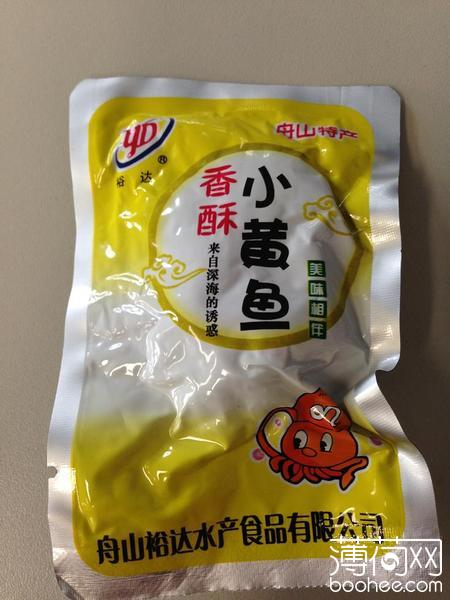 YD
®
裕达
舟山特产
香酥
小黄鱼
来自深海的诱惑
美味相伴
舟山裕达水产食品有限公司
薄荷网
boohee.com